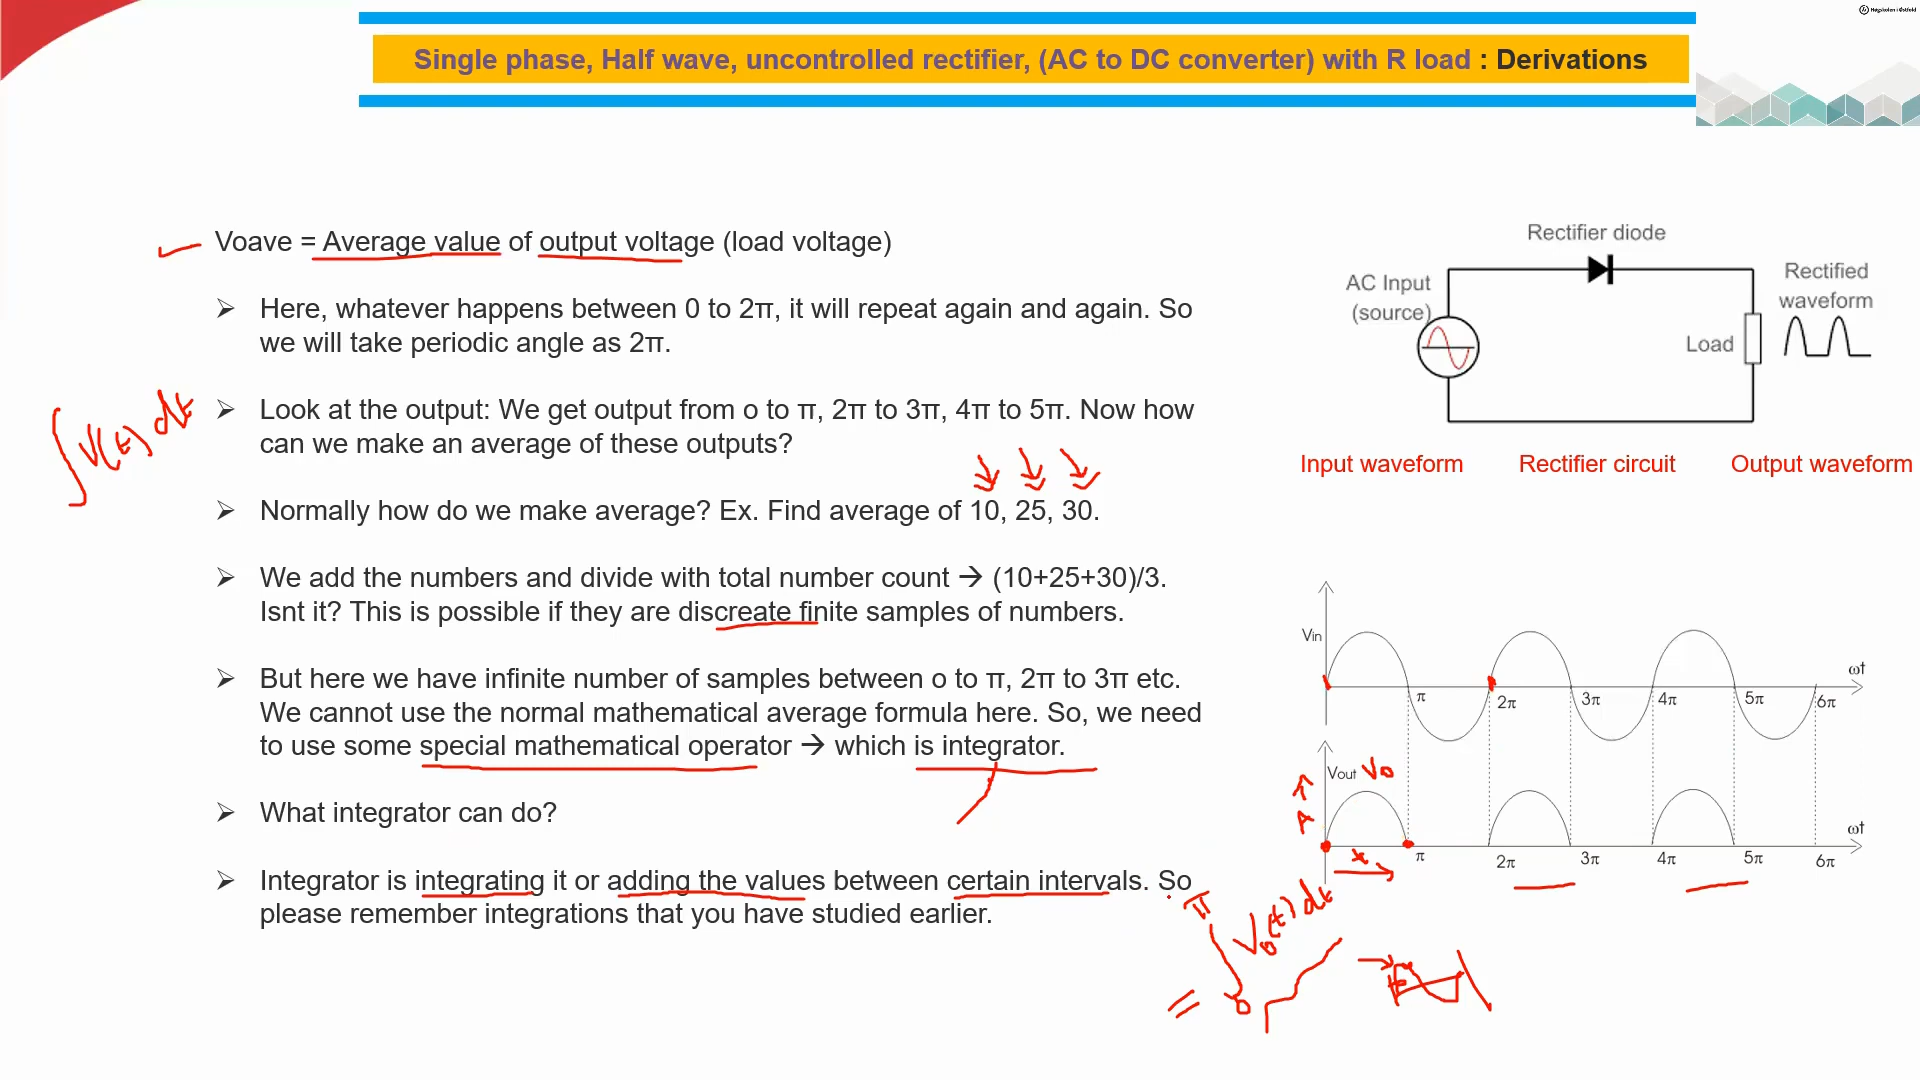 Høgskolen i Østfold
Single phase, Half wave, uncontrolled rectifier, (AC to DC converter) with R load : Derivations
Voave = Average value of output voltage (load voltage)
➢ Here, whatever happens between 0 to 2π, it will repeat again and again. So
we will take periodic angle as 2π.
➢ Look at the output: We get output from o to π, 2π to 3π, 4π to 5π. Now how
can we make an average of these outputs?
➢ Normally how do we make average? Ex. Find average of 10, 25, 30.
➢ We add the numbers and divide with total number count → (10+25+30)/3.
Isnt it? This is possible if they are discreate finite samples of numbers.
➢ But here we have infinite number of samples between o to π, 2π to 3π etc.
We cannot use the normal mathematical average formula here. So, we need
to use some special mathematical operator → which is integrator.
➢ What integrator can do?
➢ Integrator is integrating it or adding the values between certain intervals. So
please remember integrations that you have studied earlier.
∫ V(t) dt
Rectifier diode
AC Input
(source)
Load
Rectified
waveform
Input waveform Rectifier circuit Output waveform
Vin
ωt
π 2π 3π 4π 5π 6π
Vout Vo
ωt
π 2π 3π 4π 5π 6π
x
π
= ∫ Vo(t) dt
0